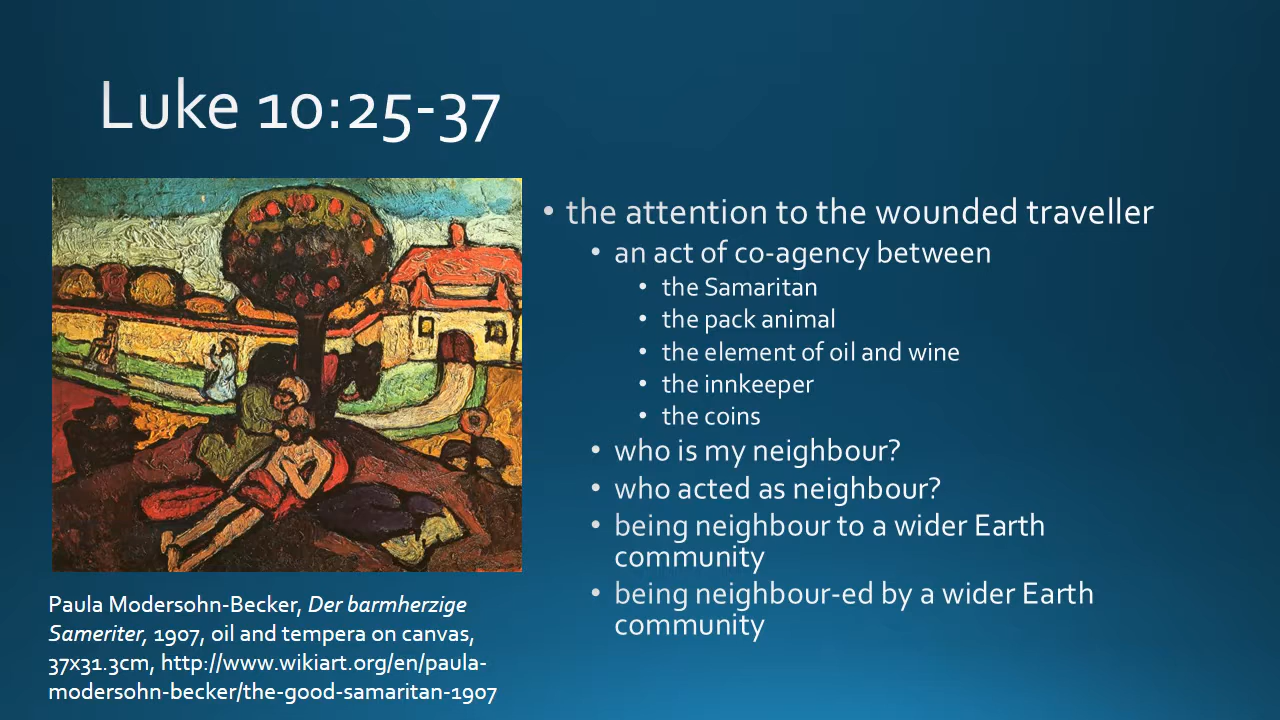 Luke 10:25-37
• the attention to the wounded traveller
• an act of co-agency between
• the Samaritan
• the pack animal
• the element of oil and wine
• the innkeeper
• the coins
• who is my neighbour?
• who acted as neighbour?
• being neighbour to a wider Earth
community
• being neighbour-ed by a wider Earth
community
Paula Modersohn-Becker, Der barmherzige
Sameriter, 1907, oil and tempera on canvas,
37x31.3cm, http://www.wikiart.org/en/paula-
modersohn-becker/the-good-samaritan-1907